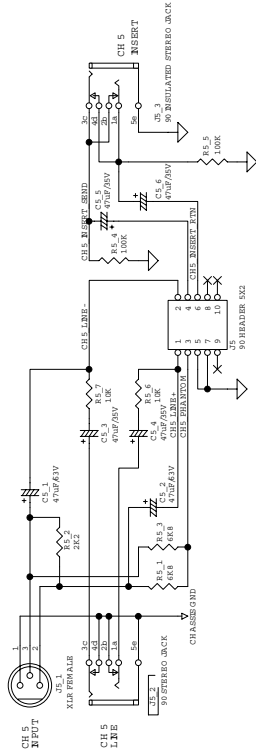 CH 5
INPUT
1
3
2
J5_1
XLR FEMALE
CH 5
LINE
3c
4d
2b
1a
5e
J5_2
90 STEREO JACK
R5_2
2K2
C5_1
47uF/63V
R5_1
6K8
R5_3
6K8
CHASSIS GND
C5_2
47uF/63V
C5_3
47uF/35V
R5_7
10K
C5_4
47uF/35V
R5_6
10K
CH 5 LINE-
CH 5 LINE+
CH 5 PHANTOM
1
3
5
7
9
2
4
6
8
10
J5
90 HEADER 5X2
CH 5 INSERT SEND
R5_4
100K
C5_5
47uF/35V
CH 5 INSERT RTN
C5_6
47uF/35V
R5_5
100K
3c
4d
2b
1a
5e
J5_3
90 INSULATED STEREO JACK
CH 5
INSERT